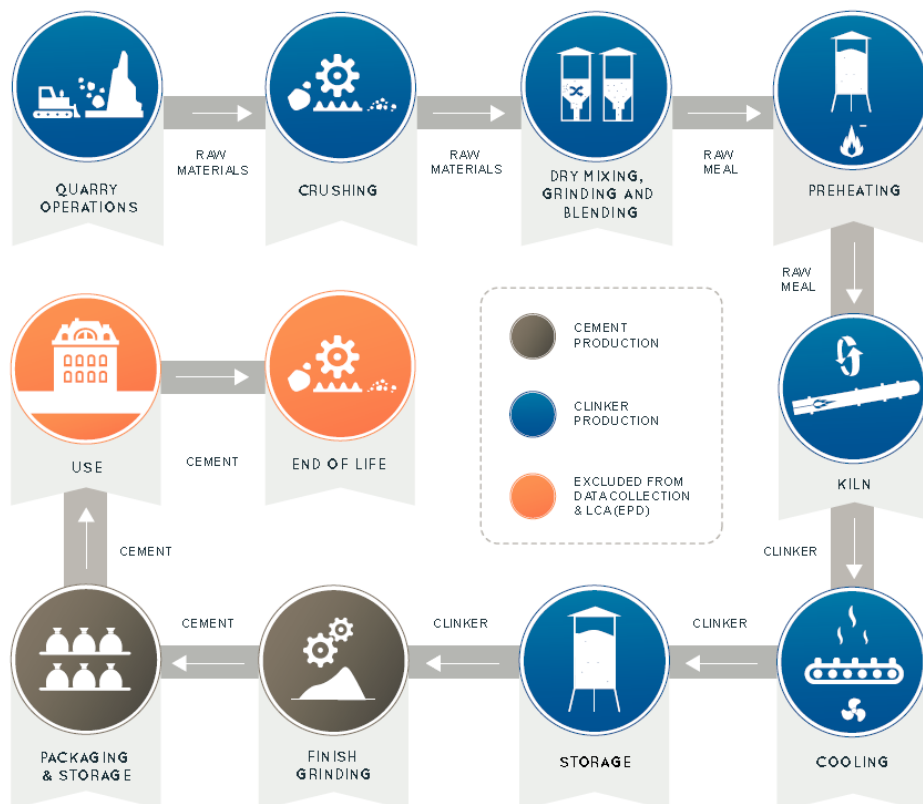 RAW
MATERIALS
RAW
MATERIALS
RAW
MEAL
QUARRY
OPERATIONS
CRUSHING
DRY MIXING,
GRINDING AND
BLENDING
PREHEATING
RAW
MEAL
CEMENT
PRODUCTION
CLINKER
PRODUCTION
EXCLUDED FROM
DATA COLLECTION
& LCA (EPD)
USE
CEMENT
END OF LIFE
KILN
CEMENT
CLINKER
CEMENT
CLINKER
CLINKER
PACKAGING
& STORAGE
FINISH
GRINDING
STORAGE
COOLING